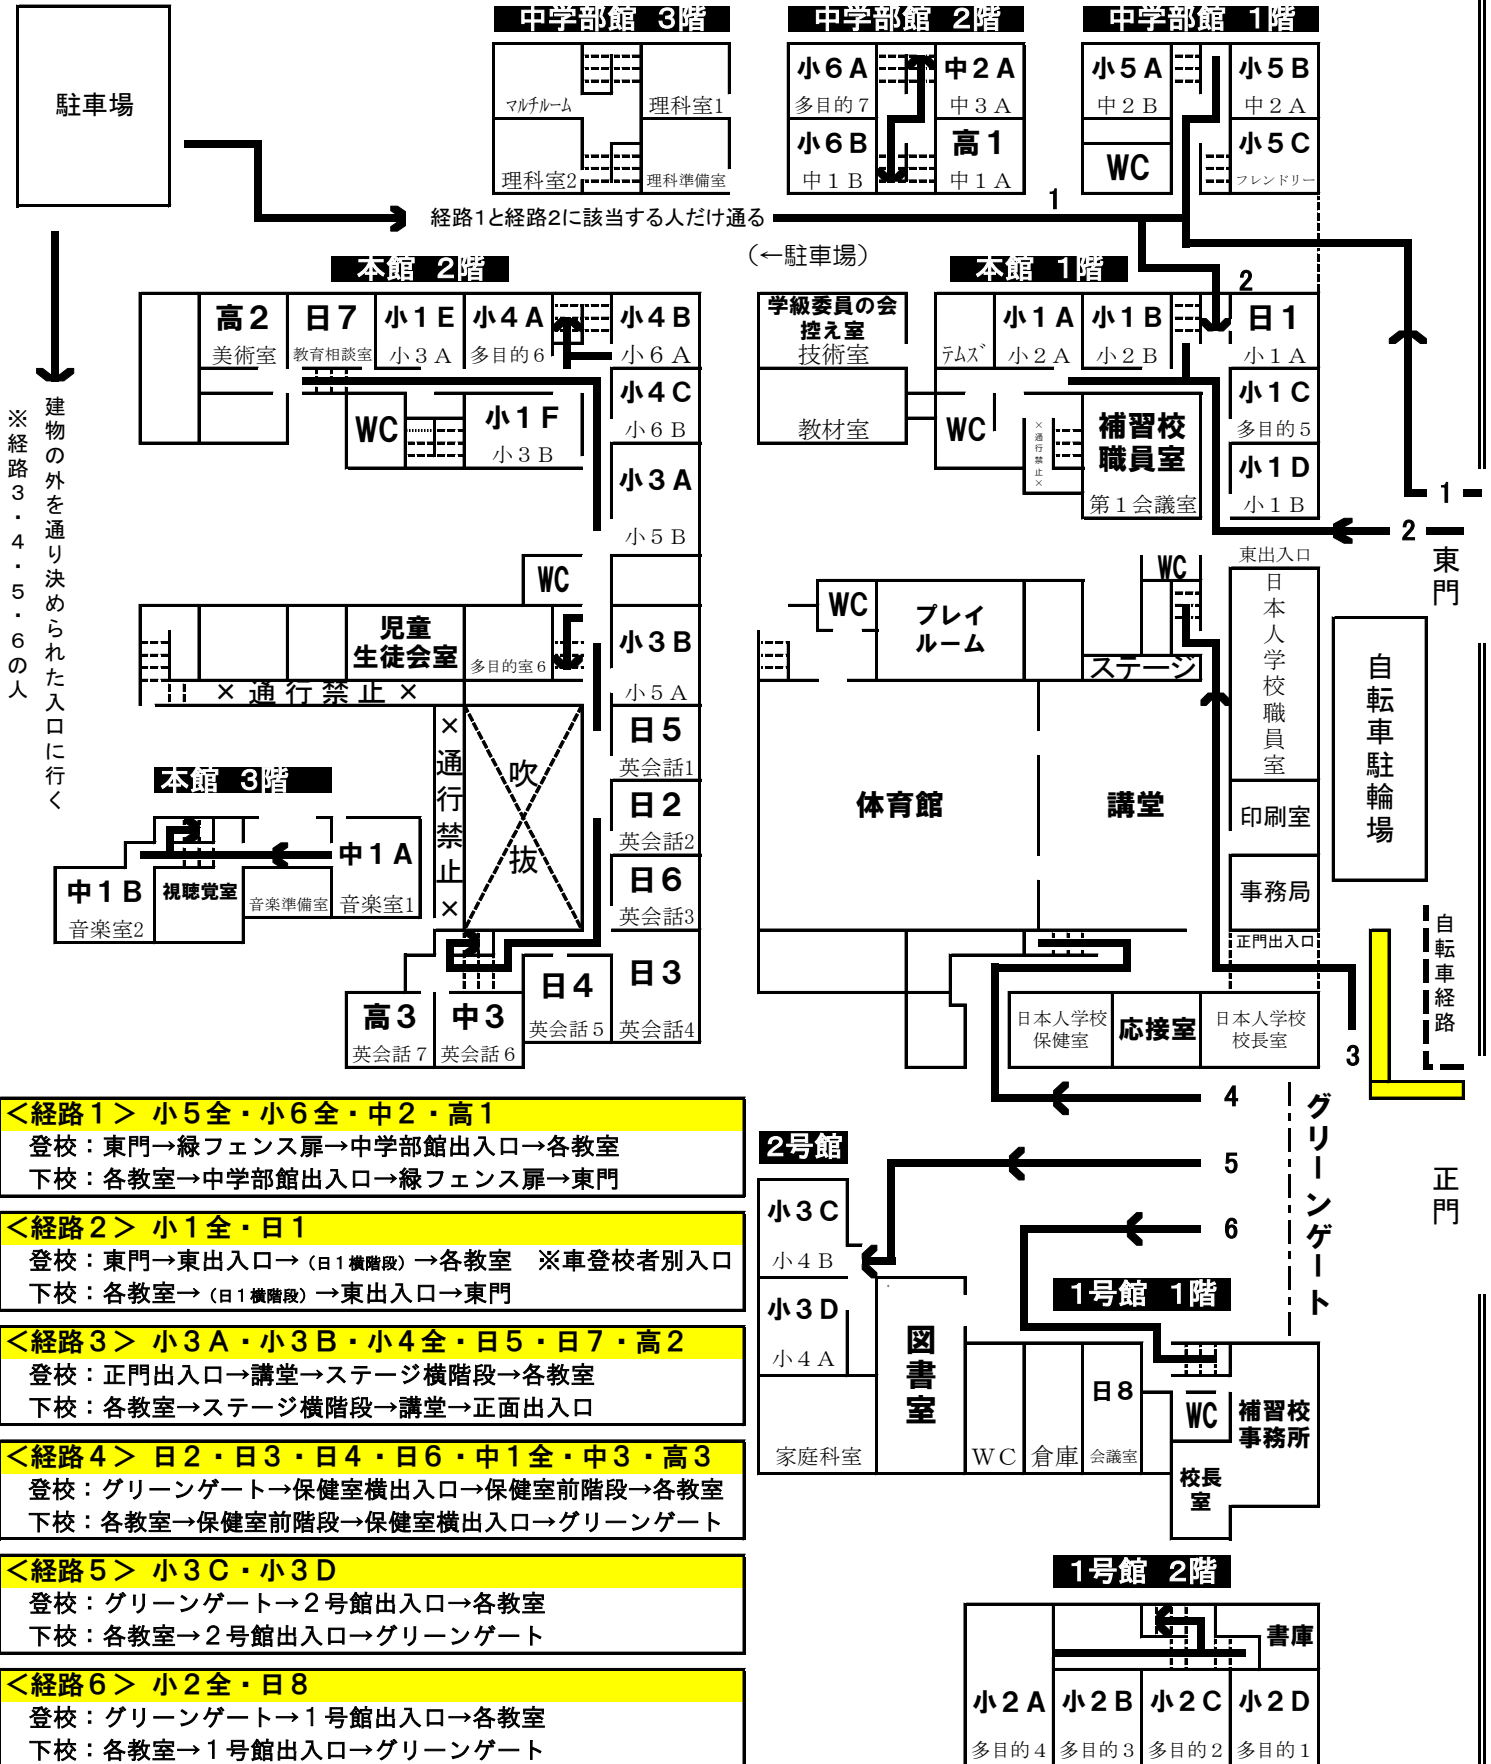 中学部館 3階
中学部館 2階
中学部館 1階
駐車場
マルチルーム
理科室1
理科室2
理科準備室
小６A
多目的７
中２A
中３A
小６B
中１B
高１
中１A
小５A
中２B
小５B
中２A
WC
小５C
フレンドリー
1
経路1と経路2に該当する人だけ通る
（←駐車場）
建物の外を通り決められた入口に行く
※経路３・４・５・６の人
本館 2階
高２
美術室
日７
教育相談室
小１E
小３A
小４A
多目的６
小４B
小６A
小４C
小６B
WC
小１F
小３B
小３A
小５B
WC
児童
生徒会室
多目的室６
小３B
小５A
×通行禁止×
×通行禁止×
吹抜
日５
英会話1
日２
英会話2
日６
英会話3
日３
英会話4
日４
英会話５
中３
英会話６
高３
英会話７
本館 3階
中１A
音楽室1
中１B
音楽室2
視聴覚室
音楽準備室
本館 1階
2
学級委員の会
控え室
技術室
教材室
テムズ
小１A
小２A
小１B
小２B
日１
小１A
小１C
多目的５
小１D
小１B
WC
×通行禁止×
補習校
職員室
第１会議室
1
2
東門
東出入口
WC
WC
プレイ
ルーム
ステージ
日本人学校職員室
自転車駐輪場
体育館
講堂
印刷室
事務局
正門出入口
自転車経路
日本人学校
保健室
応接室
日本人学校
校長室
3
4
5
6
グリーンゲート
正門
2号館
小３C
小４B
小３D
小４A
家庭科室
図書室
1号館 1階
WC
倉庫
日８
会議室
WC
補習校
事務所
校長
室
1号館 2階
書庫
小２A
多目的４
小２B
多目的３
小２C
多目的２
小２D
多目的１
＜経路１＞ 小５全・小６全・中２・高１
登校：東門→緑フェンス扉→中学部館出入口→各教室
下校：各教室→中学部館出入口→緑フェンス扉→東門
＜経路２＞ 小１全・日１
登校：東門→東出入口→（日１横階段）→各教室　※車登校者別入口
下校：各教室→（日１横階段）→東出入口→東門
＜経路３＞ 小３A・小３B・小４全・日５・日７・高２
登校：正門出入口→講堂→ステージ横階段→各教室
下校：各教室→ステージ横階段→講堂→正面出入口
＜経路４＞ 日２・日３・日４・日６・中１全・中３・高３
登校：グリーンゲート→保健室横出入口→保健室前階段→各教室
下校：各教室→保健室前階段→保健室横出入口→グリーンゲート
＜経路５＞ 小３C・小３D
登校：グリーンゲート→２号館出入口→各教室
下校：各教室→２号館出入口→グリーンゲート
＜経路６＞ 小２全・日８
登校：グリーンゲート→１号館出入口→各教室
下校：各教室→１号館出入口→グリーンゲート